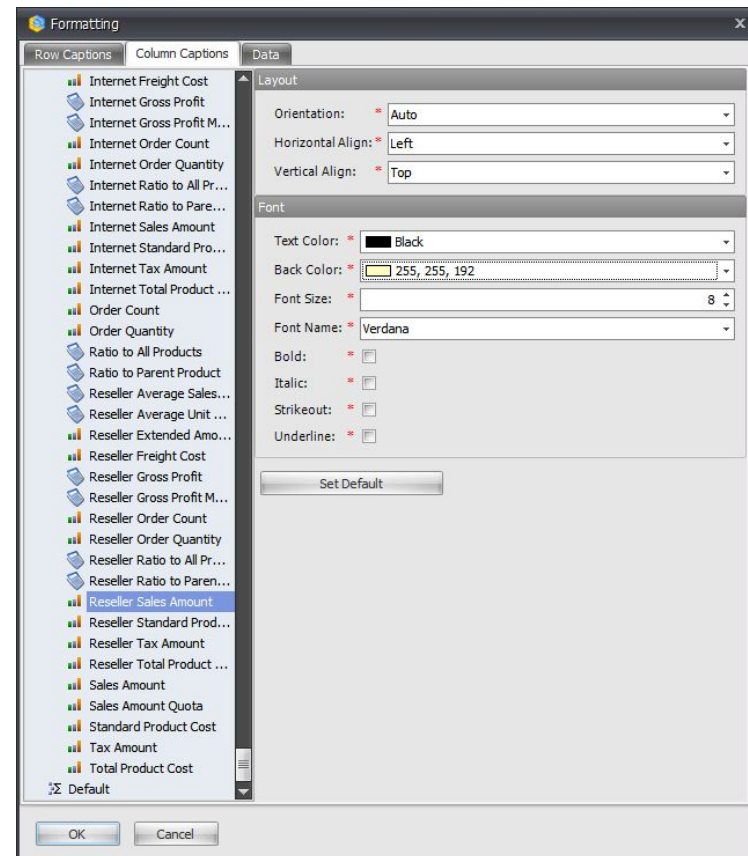 Formatting
x
Row Captions Column Captions Data
Internet Freight Cost
Internet Gross Profit
Internet Gross Profit M...
Internet Order Count
Internet Order Quantity
Internet Ratio to All Pr...
Internet Ratio to Pare...
Internet Sales Amount
Internet Standard Pro...
Internet Tax Amount
Internet Total Product ...
Order Count
Order Quantity
Ratio to All Products
Ratio to Parent Product
Reseller Average Sales...
Reseller Average Unit ...
Reseller Extended Amo...
Reseller Freight Cost
Reseller Gross Profit
Reseller Gross Profit M...
Reseller Order Count
Reseller Order Quantity
Reseller Ratio to All Pr...
Reseller Ratio to Paren...
Reseller Sales Amount
Reseller Standard Prod...
Reseller Tax Amount
Reseller Total Product ...
Sales Amount
Sales Amount Quota
Standard Product Cost
Tax Amount
Total Product Cost
Σ Default
Layout
Orientation: * Auto
Horizontal Align: * Left
Vertical Align: * Top
Font
Text Color: * Black
Back Color: * 255, 255, 192
Font Size: * 8
Font Name: * Verdana
Bold: *
Italic: *
Strikeout: *
Underline: *
Set Default
OK Cancel